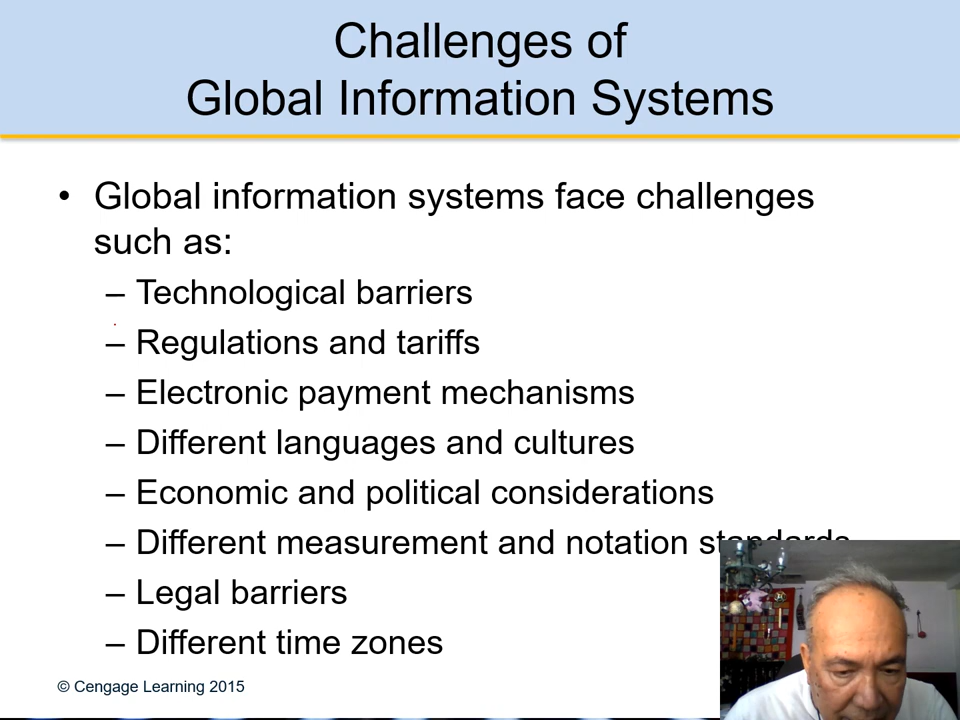 Challenges of
Global Information Systems
• Global information systems face challenges
such as:
– Technological barriers
– Regulations and tariffs
– Electronic payment mechanisms
– Different languages and cultures
– Economic and political considerations
– Different measurement and notation standards
– Legal barriers
– Different time zones
© Cengage Learning 2015